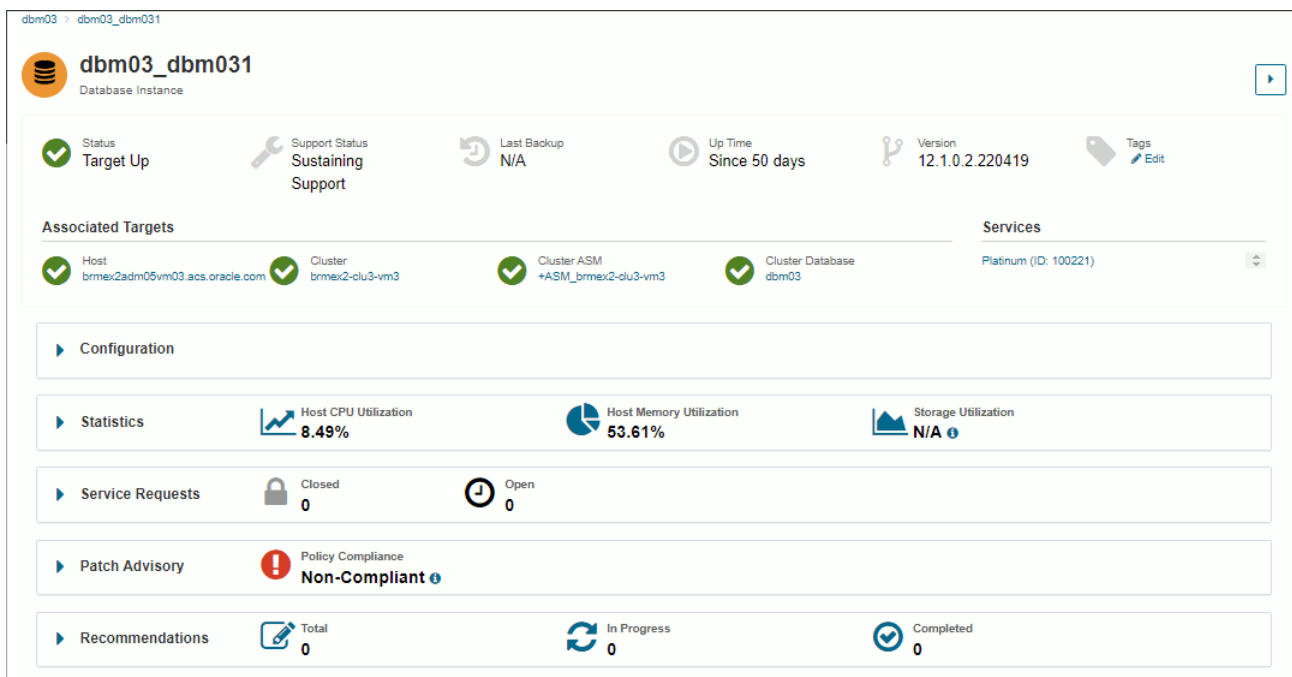 dbm03 > dbm03_dbm031
dbm03_dbm031
Database Instance
Status
Target Up
Support Status
Sustaining
Support
Last Backup
N/A
Up Time
Since 50 days
Version
12.1.0.2.220419
Tags
Edit
Associated Targets
Services
Host
brmex2adm05vm03.acs.oracle.com
Cluster
brmex2-clu3-vm3
Cluster ASM
+ASM_brmex2-clu3-vm3
Cluster Database
dbm03
Platinum (ID: 100221)
Configuration
Statistics
Host CPU Utilization
8.49%
Host Memory Utilization
53.61%
Storage Utilization
N/A
Service Requests
Closed
0
Open
0
Patch Advisory
Policy Compliance
Non-Compliant
Recommendations
Total
0
In Progress
0
Completed
0